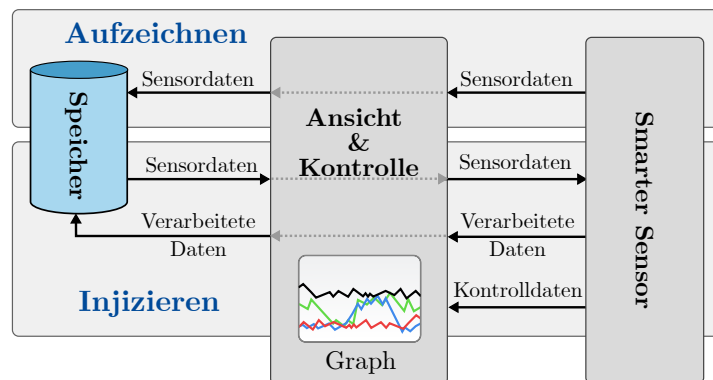 Aufzeichnen
Sensordaten
Sensordaten
Speicher
Ansicht
&
Kontrolle
Smarter Sensor
Sensordaten
Sensordaten
Verarbeitete
Daten
Verarbeitete
Daten
Injizieren
Kontrolldaten
Graph